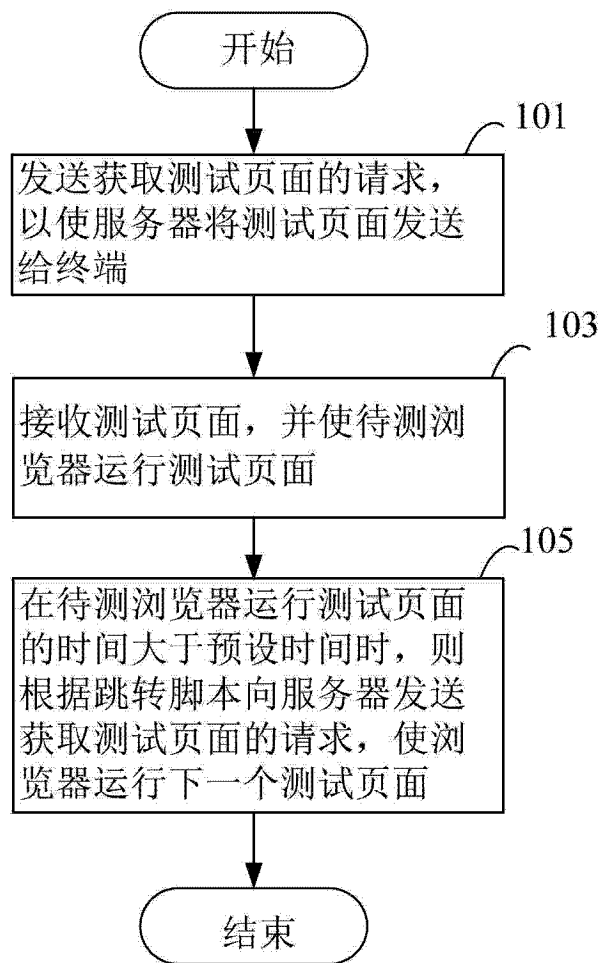 开始
101
发送获取测试页面的请求，
以使服务器将测试页面发送
给终端
103
接收测试页面，并使待测浏
览器运行测试页面
105
在待测浏览器运行测试页面
的时间大于预设时间时，则
根据跳转脚本向服务器发送
获取测试页面的请求，使浏
览器运行下一个测试页面
结束